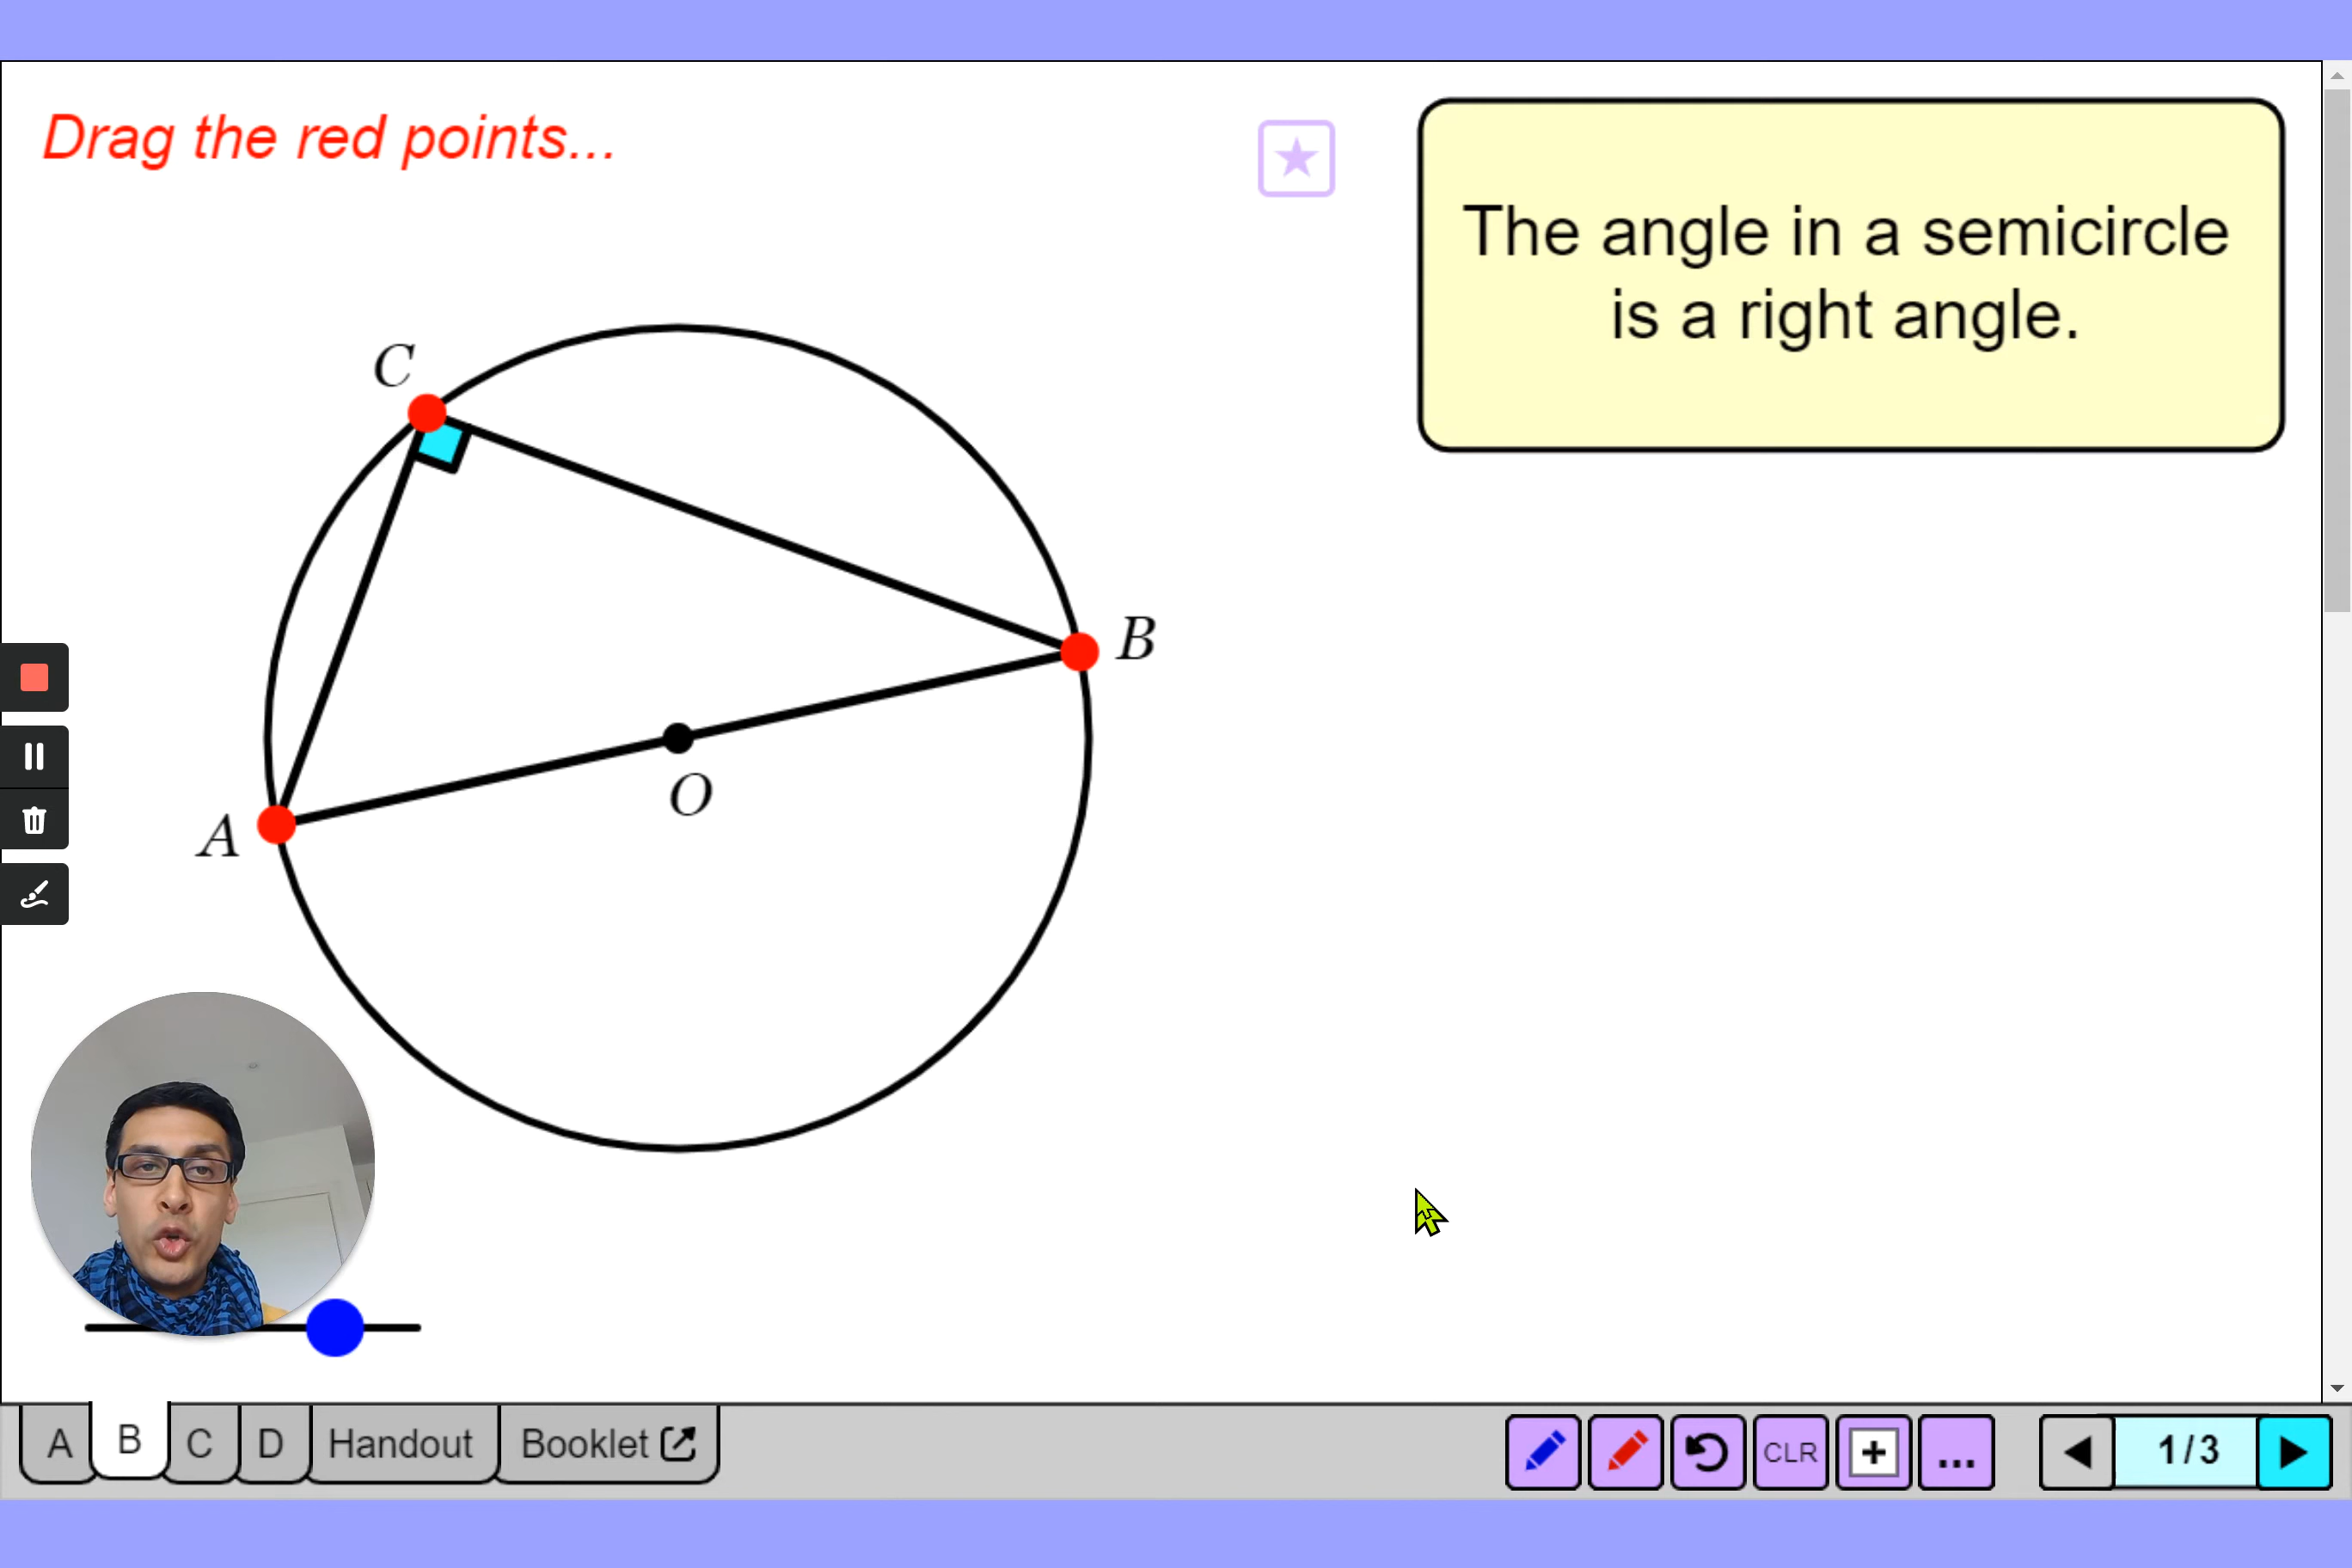 Drag the red points...
The angle in a semicircle
is a right angle.
C
B
O
A
A B C D Handout Booklet CLR ... 1/3